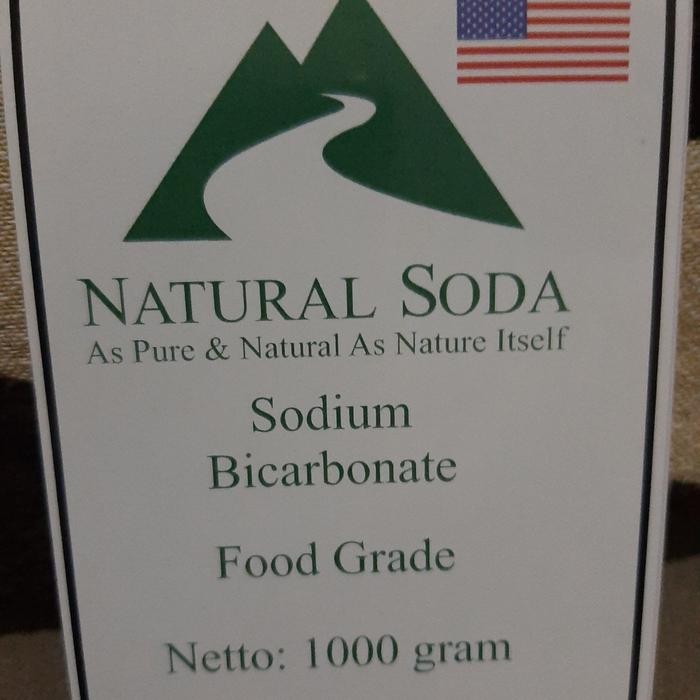 NATURAL SODA
As Pure & Natural As Nature Itself
Sodium
Bicarbonate
Food Grade
Netto: 1000 gram